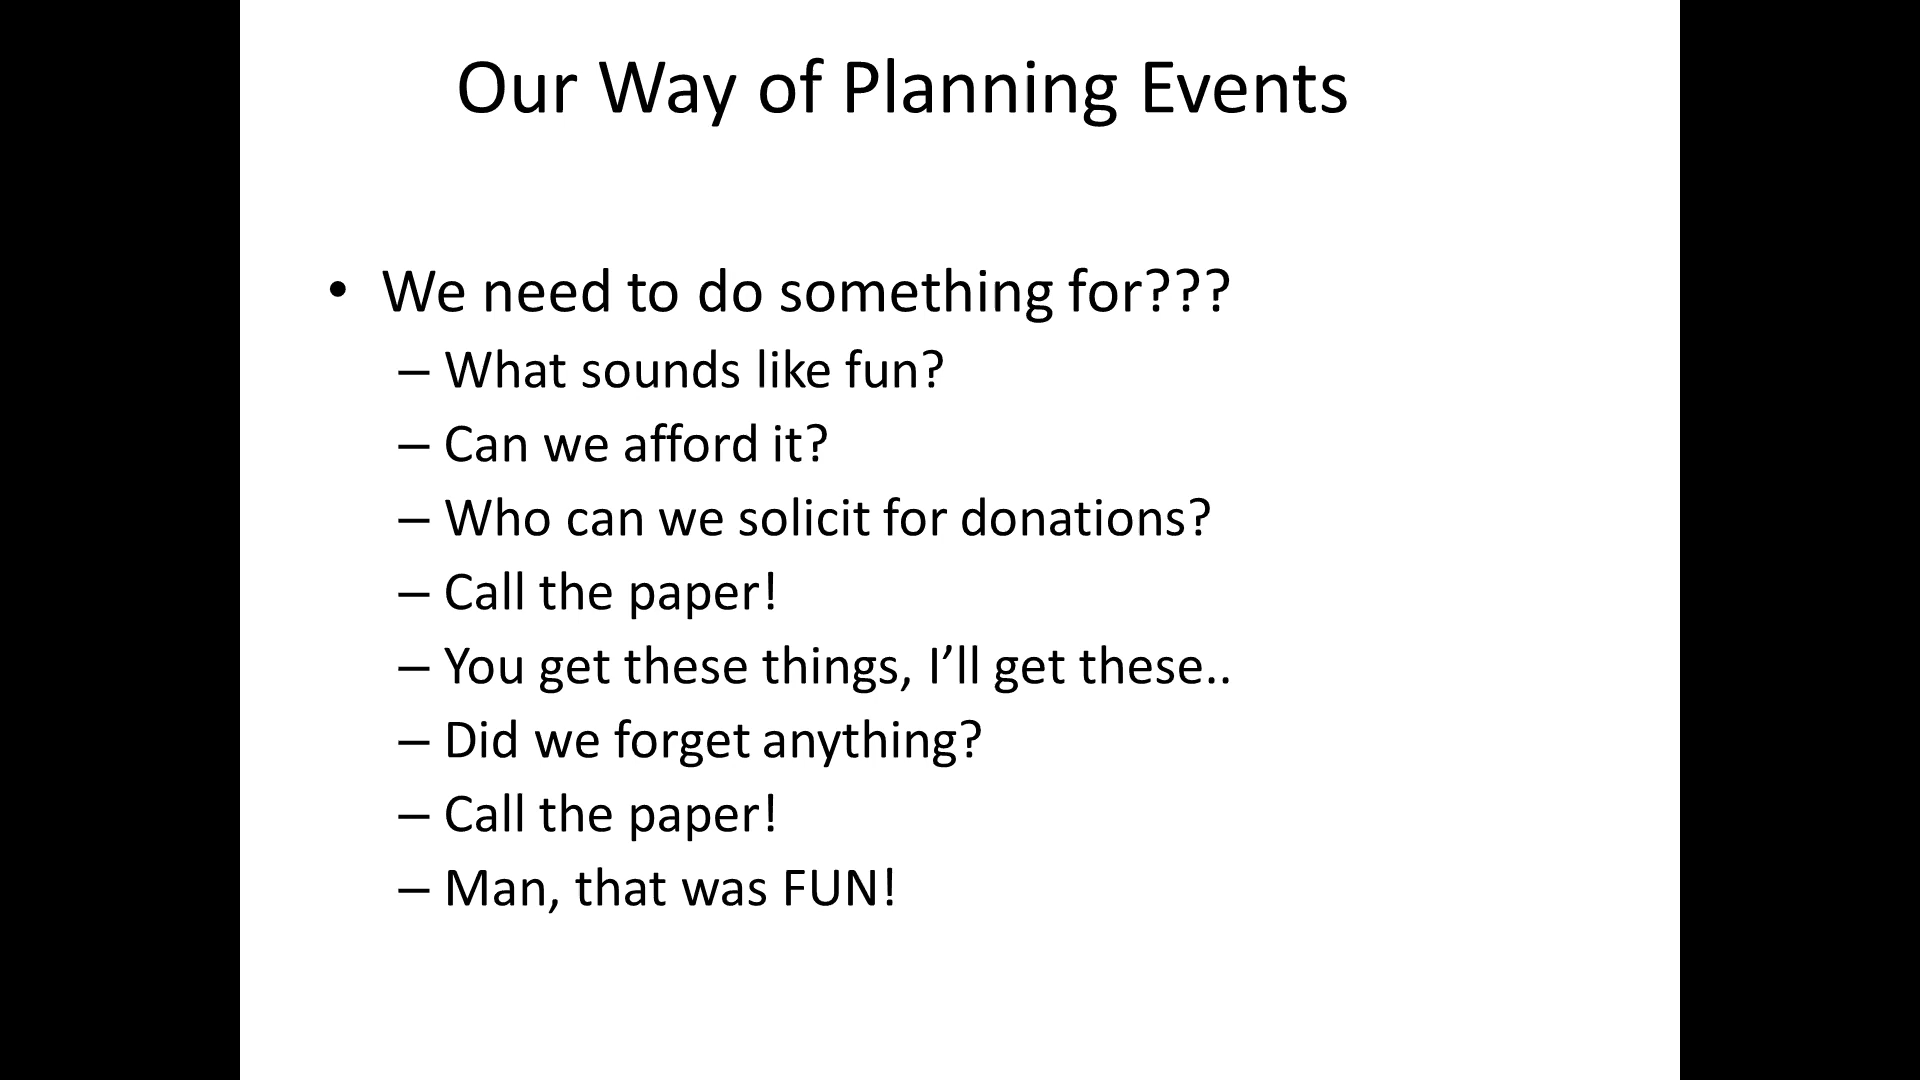 Our Way of Planning Events
• We need to do something for???
– What sounds like fun?
– Can we afford it?
– Who can we solicit for donations?
– Call the paper!
– You get these things, I’ll get these..
– Did we forget anything?
– Call the paper!
– Man, that was FUN!